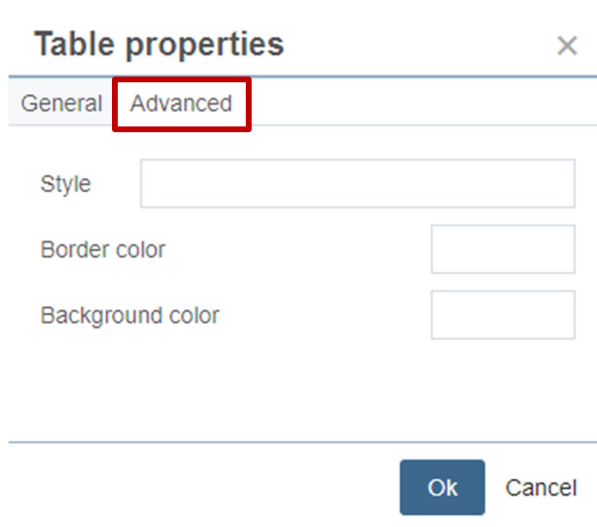 Table properties ×
General Advanced
Style
Border color
Background color
Ok Cancel